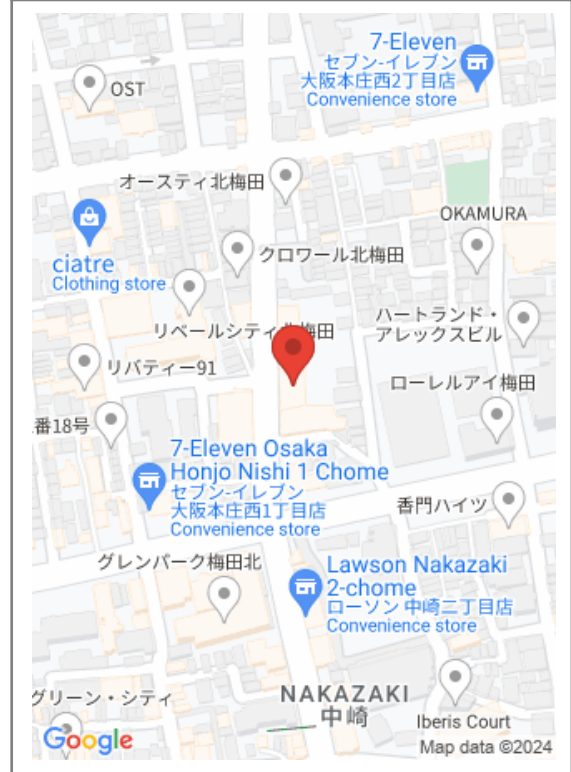 7-Eleven
セブン-イレブン
大阪本庄西2丁目店
Convenience store
OST
オースティ北梅田
OKAMURA
クロワール北梅田
ciatre
Clothing store
ハートランド・
アレックスビル
リベールシティ北梅田
リバティー91
ローレルアイ梅田
番18号
7-Eleven Osaka
Honjo Nishi 1 Chome
セブン-イレブン
大阪本庄西1丁目店
Convenience store
香門ハイツ
グレンパーク梅田北
Lawson Nakazaki
2-chome
ローソン 中崎二丁目店
Convenience store
グリーン・シティ
NAKAZAKI
中崎
Iberis Court
Google
Map data ©2024